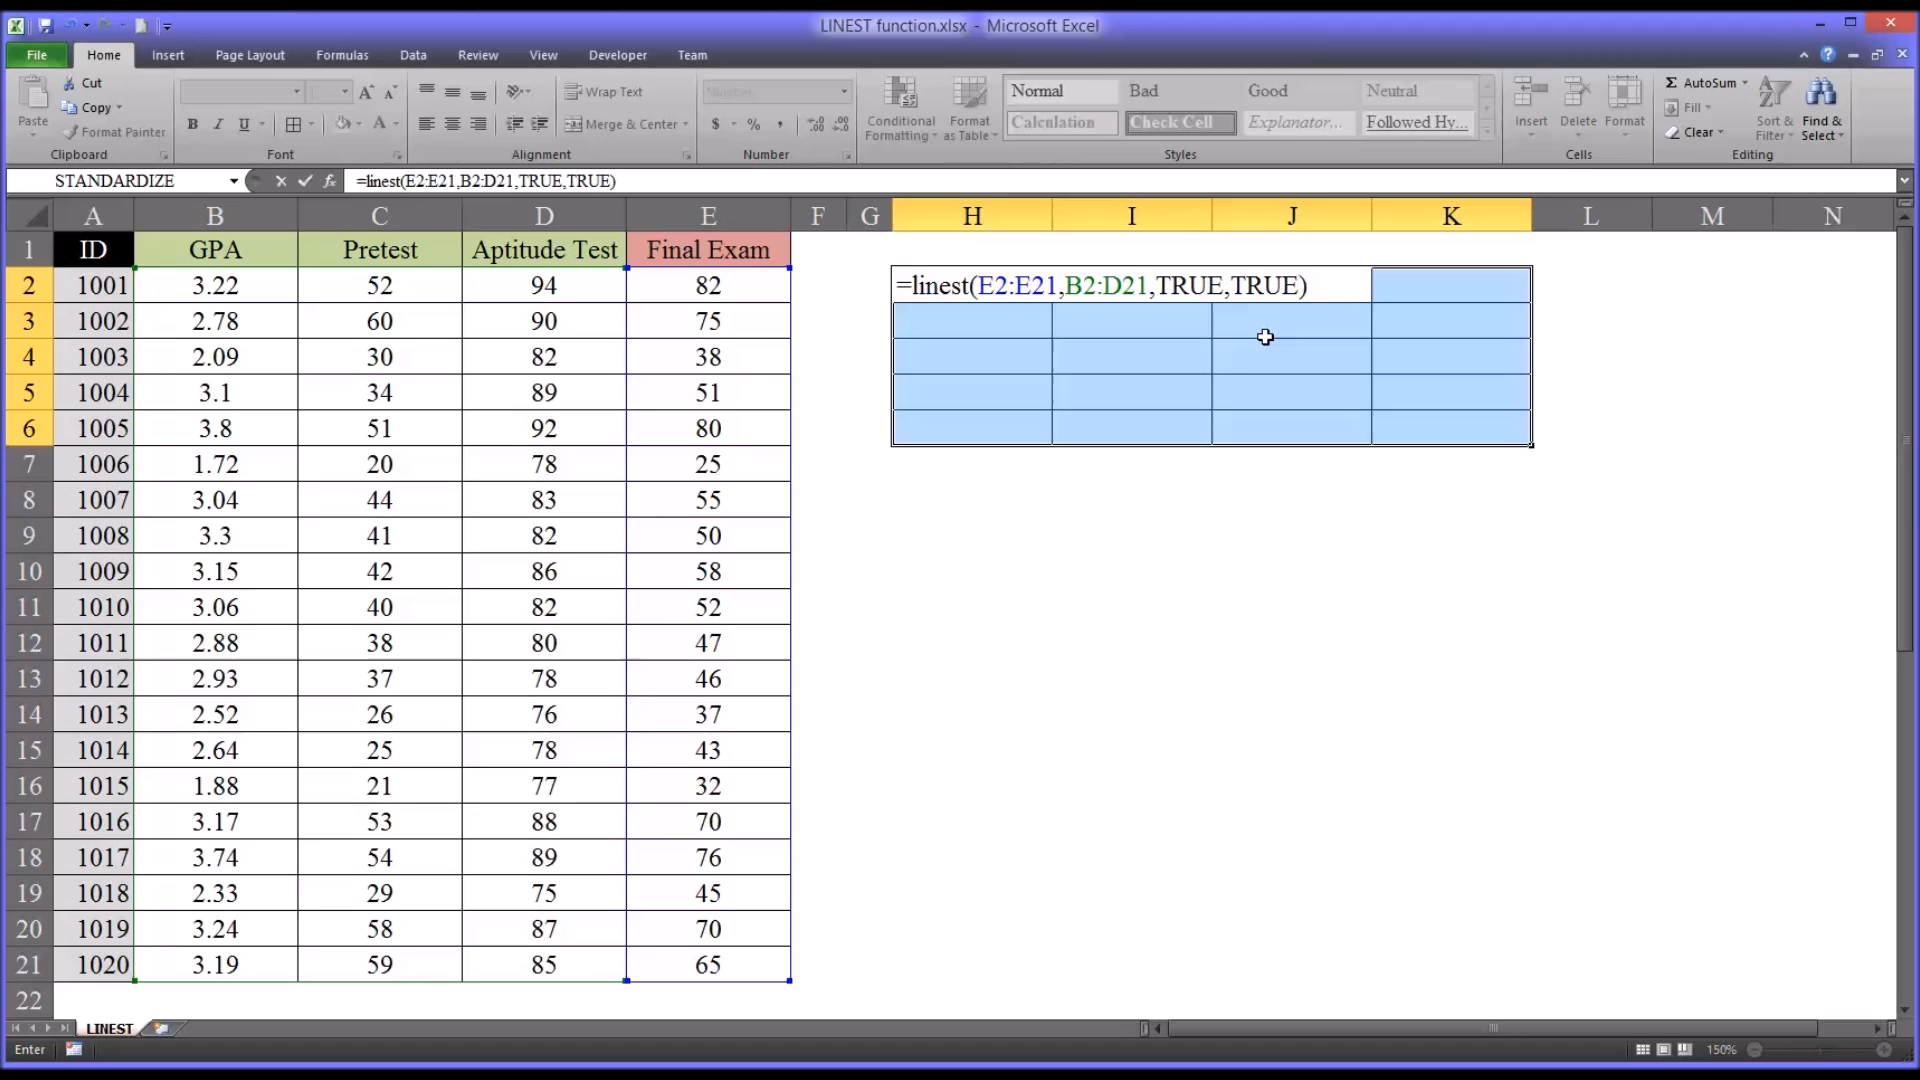 LINEST function.xlsx - Microsoft Excel
File Home Insert Page Layout Formulas Data Review View Developer Team
Paste
Cut
Copy
Format Painter
Clipboard
B I U
Font
Wrap Text
Merge & Center
Alignment
$ % ,
Number
Conditional Formatting
Format as Table
Normal Bad Good Neutral
Calculation Check Cell Explanator... Followed Hy...
Styles
Insert Delete Format
Cells
AutoSum
Fill
Clear
Sort & Filter
Find & Select
Editing
STANDARDIZE fx =linest(E2:E21,B2:D21,TRUE,TRUE)
A B C D E F G H I J K L M N
1 ID GPA Pretest Aptitude Test Final Exam
2 1001 3.22 52 94 82 =linest(E2:E21,B2:D21,TRUE,TRUE)
3 1002 2.78 60 90 75
4 1003 2.09 30 82 38
5 1004 3.1 34 89 51
6 1005 3.8 51 92 80
7 1006 1.72 20 78 25
8 1007 3.04 44 83 55
9 1008 3.3 41 82 50
10 1009 3.15 42 86 58
11 1010 3.06 40 82 52
12 1011 2.88 38 80 47
13 1012 2.93 37 78 46
14 1013 2.52 26 76 37
15 1014 2.64 25 78 43
16 1015 1.88 21 77 32
17 1016 3.17 53 88 70
18 1017 3.74 54 89 76
19 1018 2.33 29 75 45
20 1019 3.24 58 87 70
21 1020 3.19 59 85 65
22
LINEST
Enter 150%